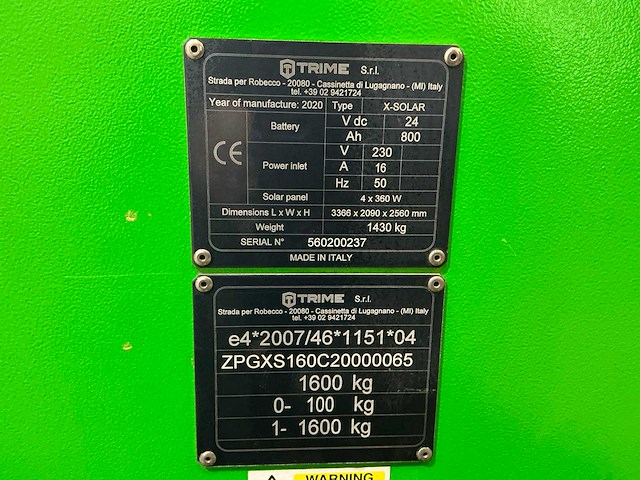 TRIME S.r.l.
Strada per Robecco - 20080 - Cassinetta di Lugagnano - (MI) Italy
tel. +39 02 9421724
Year of manufacture: 2020 Type X-SOLAR
Battery V dc 24
Ah 800
CE
Power inlet V 230
A 16
Hz 50
Solar panel 4 x 360 W
Dimensions L x W x H 3366 x 2090 x 2560 mm
Weight 1430 kg
SERIAL N° 560200237
MADE IN ITALY
TRIME S.r.l.
Strada per Robecco - 20080 - Cassinetta di Lugagnano - (MI) Italy
tel. +39 02 9421724
e4*2007/46*1151*04
ZPGXS160C20000065
1600 kg
0- 100 kg
1- 1600 kg
WARNING